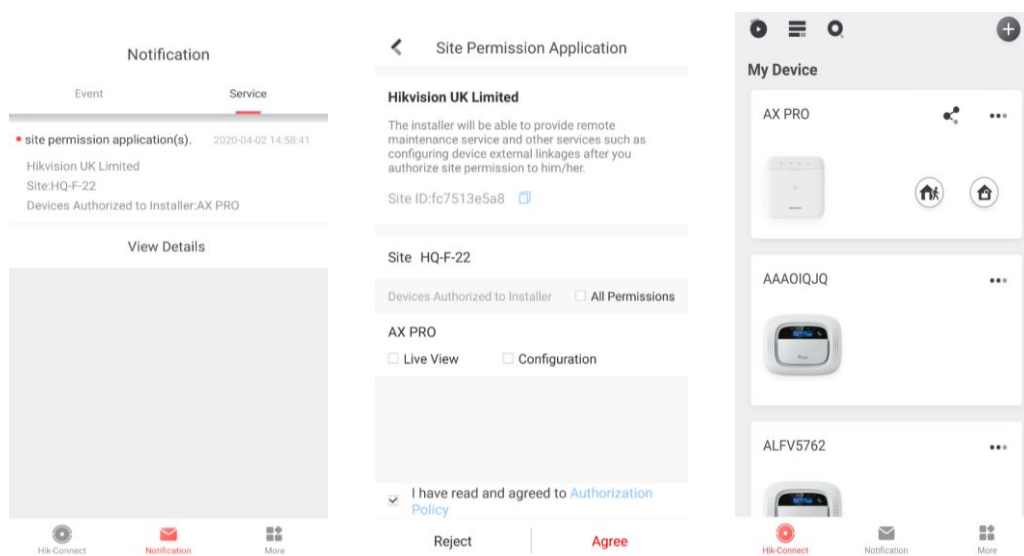 Notification
Event Service
site permission application(s). 2020-04-02 14:58:41
Hikvision UK Limited
Site:HQ-F-22
Devices Authorized to Installer:AX PRO
View Details
Hik-Connect Notification More
Site Permission Application
Hikvision UK Limited
The installer will be able to provide remote
maintenance service and other services such as
configuring device external linkages after you
authorize site permission to him/her.
Site ID:fc7513e5a8
Site HQ-F-22
Devices Authorized to Installer All Permissions
AX PRO
Live View Configuration
I have read and agreed to Authorization
Policy
Reject Agree
My Device
AX PRO
AAAOIQJQ
ALFV5762
Hik-Connect Notification More